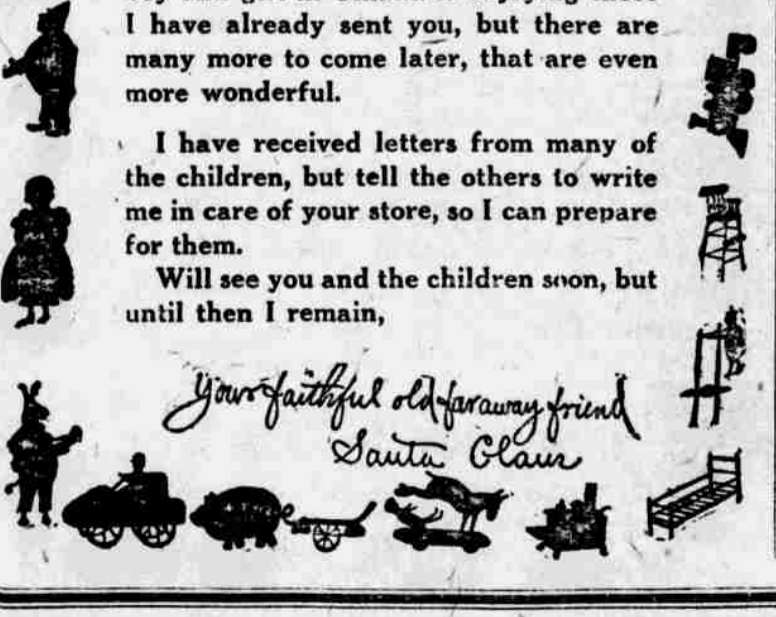 I have already sent you, but there are
many more to come later, that are even
more wonderful.
I have received letters from many of
the children, but tell the others to write
me in care of your store, so I can prepare
for them.
Will see you and the children soon, but
until then I remain,
Your faithful old faraway friend
Santa Claus